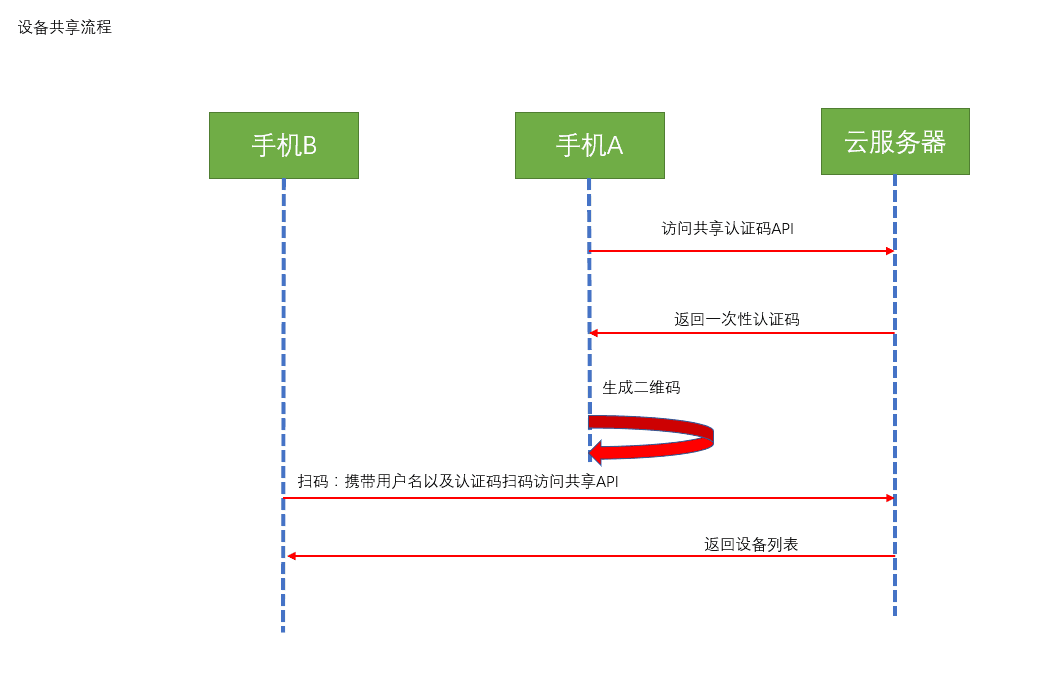 设备共享流程
手机B
手机A
云服务器
访问共享认证码API
返回一次性认证码
生成二维码
扫码：携带用户名以及认证码扫码访问共享API
返回设备列表